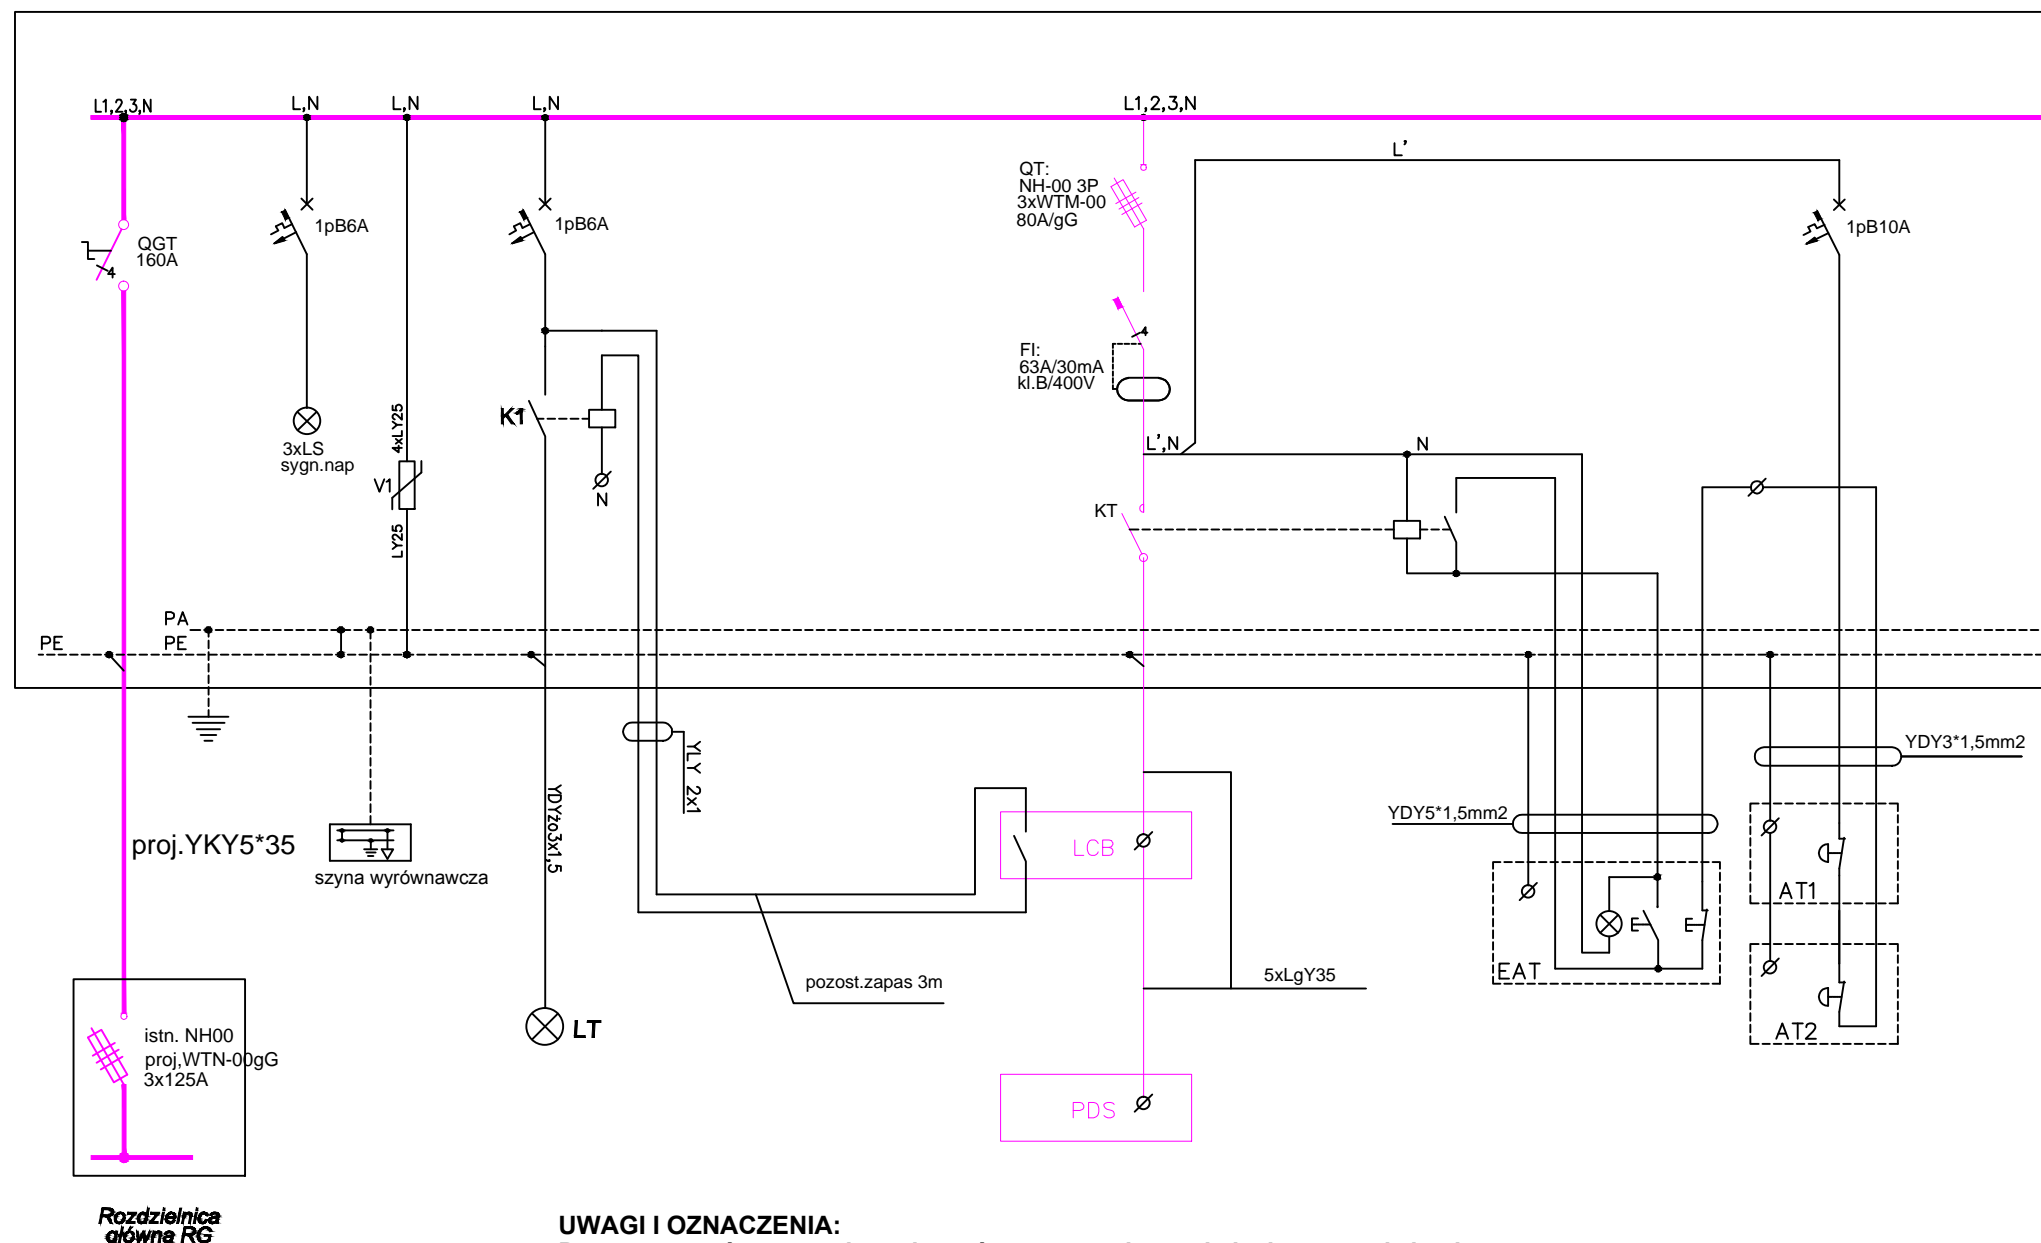 L1,2,3,N
L,N
L,N
L,N
L1,2,3,N
L'
QT:
NH-00 3P
3xWTM-00
80A/gG
1pB6A
1pB6A
1pB10A
QGT
160A
4
4
FI:
63A/30mA
kl.B/400V
K1
4xLY25
3xLS
sygn.nap
V1
N
L',N
N
LY25
KT
PA
PE
PE
YLY 2x1
YDYżo3x1,5
YDY3*1,5mm2
YDY5*1,5mm2
proj.YKY5*35
szyna wyrównawcza
LCB
AT1
EAT
pozost.zapas 3m
5xLgY35
LT
AT2
istn. NH00
proj,WTN-00gG
3x125A
PDS
Rozdzielnica
główna RG
UWAGI I OZNACZENIA: